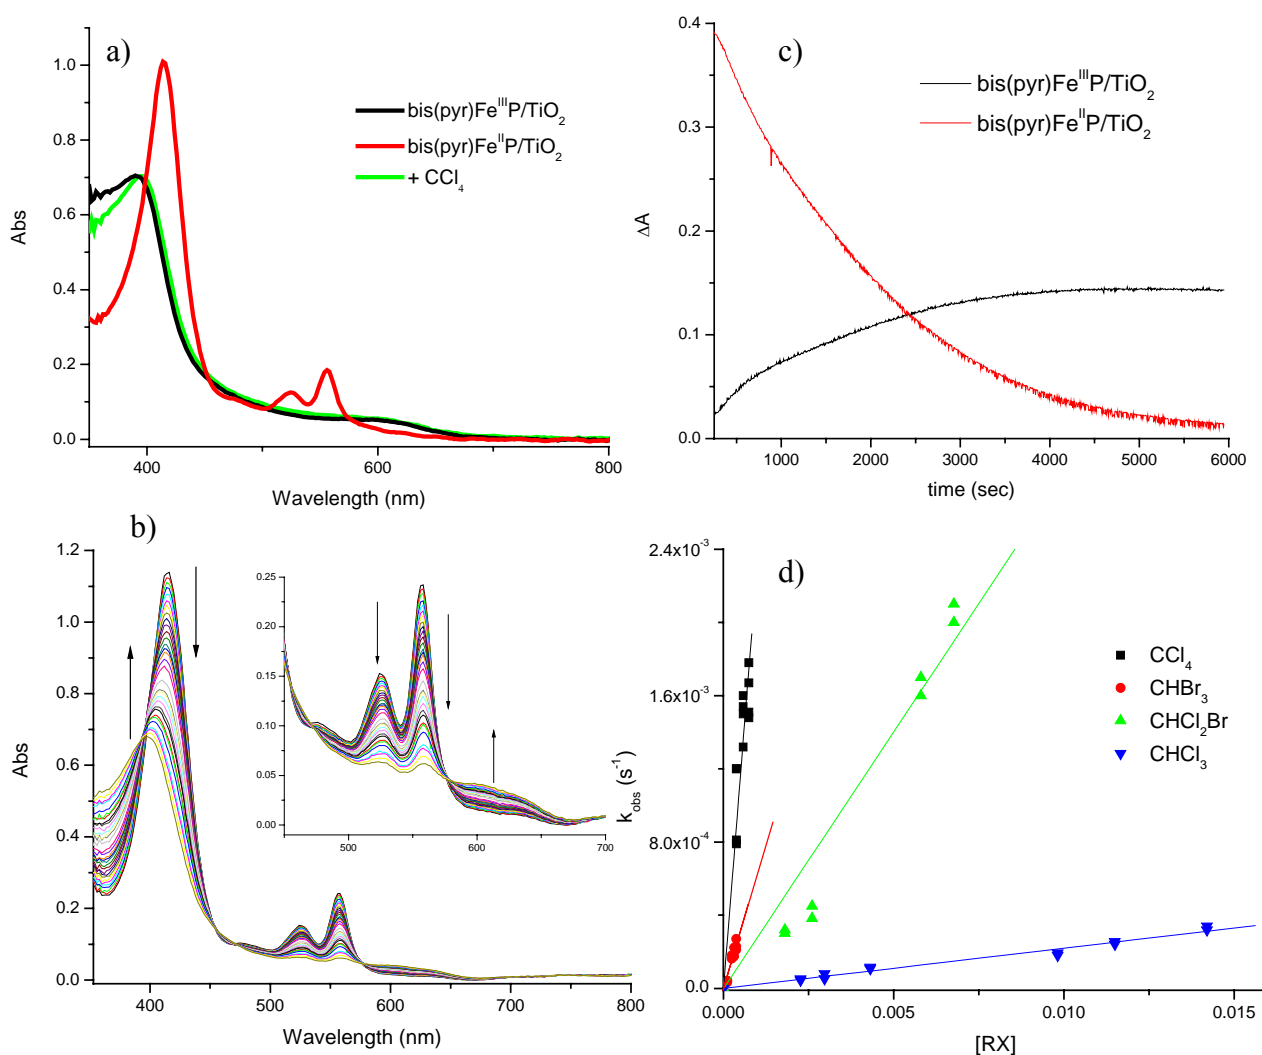 a)
1.0
0.8
0.6
0.4
0.2
0.0
Abs
400
600
800
Wavelength (nm)
bis(pyr)Fe^III P/TiO₂
bis(pyr)Fe^II P/TiO₂
+ CCl₄
c)
0.4
0.3
0.2
0.1
0.0
ΔA
1000
2000
3000
4000
5000
6000
time (sec)
bis(pyr)Fe^III P/TiO₂
bis(pyr)Fe^II P/TiO₂
b)
1.2
1.0
0.8
0.6
0.4
0.2
0.0
Abs
400
500
600
700
800
Wavelength (nm)
0.25
0.20
0.15
0.10
0.05
0.00
500
600
700
d)
2.4x10⁻³
1.6x10⁻³
8.0x10⁻⁴
0.0
k_obs (s⁻¹)
0.000
0.005
0.010
0.015
[RX]
CCl₄
CHBr₃
CHCl₂Br
CHCl₃